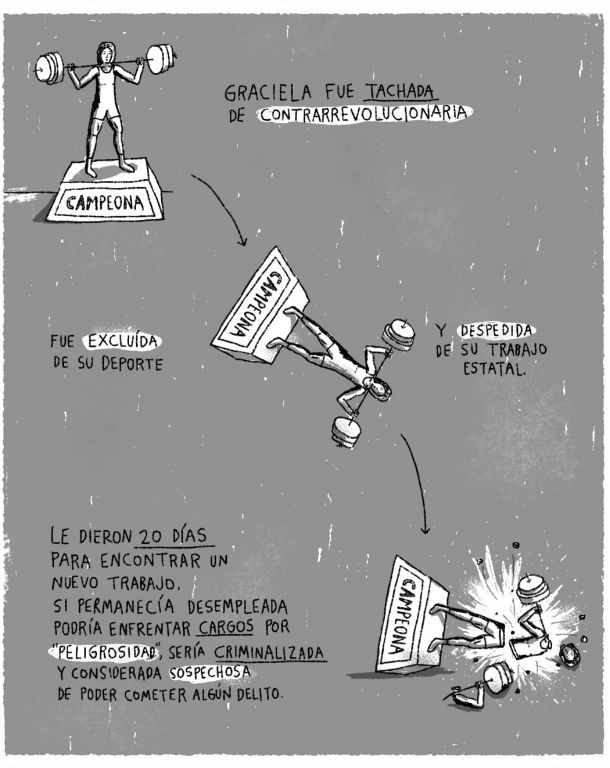 CAMPEONA
GRACIELA FUE TACHADA
DE CONTRARREVOLUCIONARIA
CAMPEONA
FUE EXCLUÍDA
DE SU DEPORTE
Y DESPEDIDA
DE SU TRABAJO
ESTATAL.
LE DIERON 20 DÍAS
PARA ENCONTRAR UN
NUEVO TRABAJO.
SI PERMANECÍA DESEMPLEADA
PODRÍA ENFRENTAR CARGOS POR
"PELIGROSIDAD", SERÍA CRIMINALIZADA
Y CONSIDERADA SOSPECHOSA
DE PODER COMETER ALGÚN DELITO.
CAMPEONA